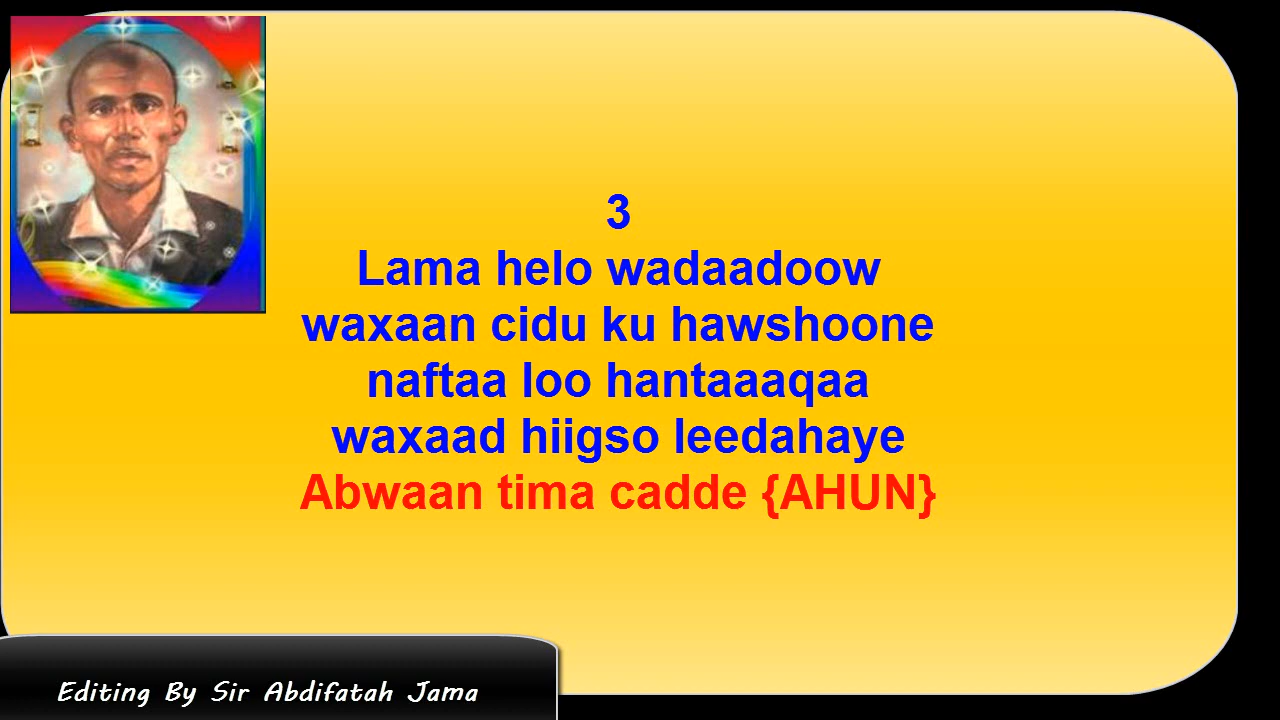 3
Lama helo wadaadoow
waxaan cidu ku hawshoone
naftaa loo hantaaaqaa
waxaad hiigso leedahaye
Abwaan tima cadde {AHUN}
Editing By Sir Abdifatah Jama